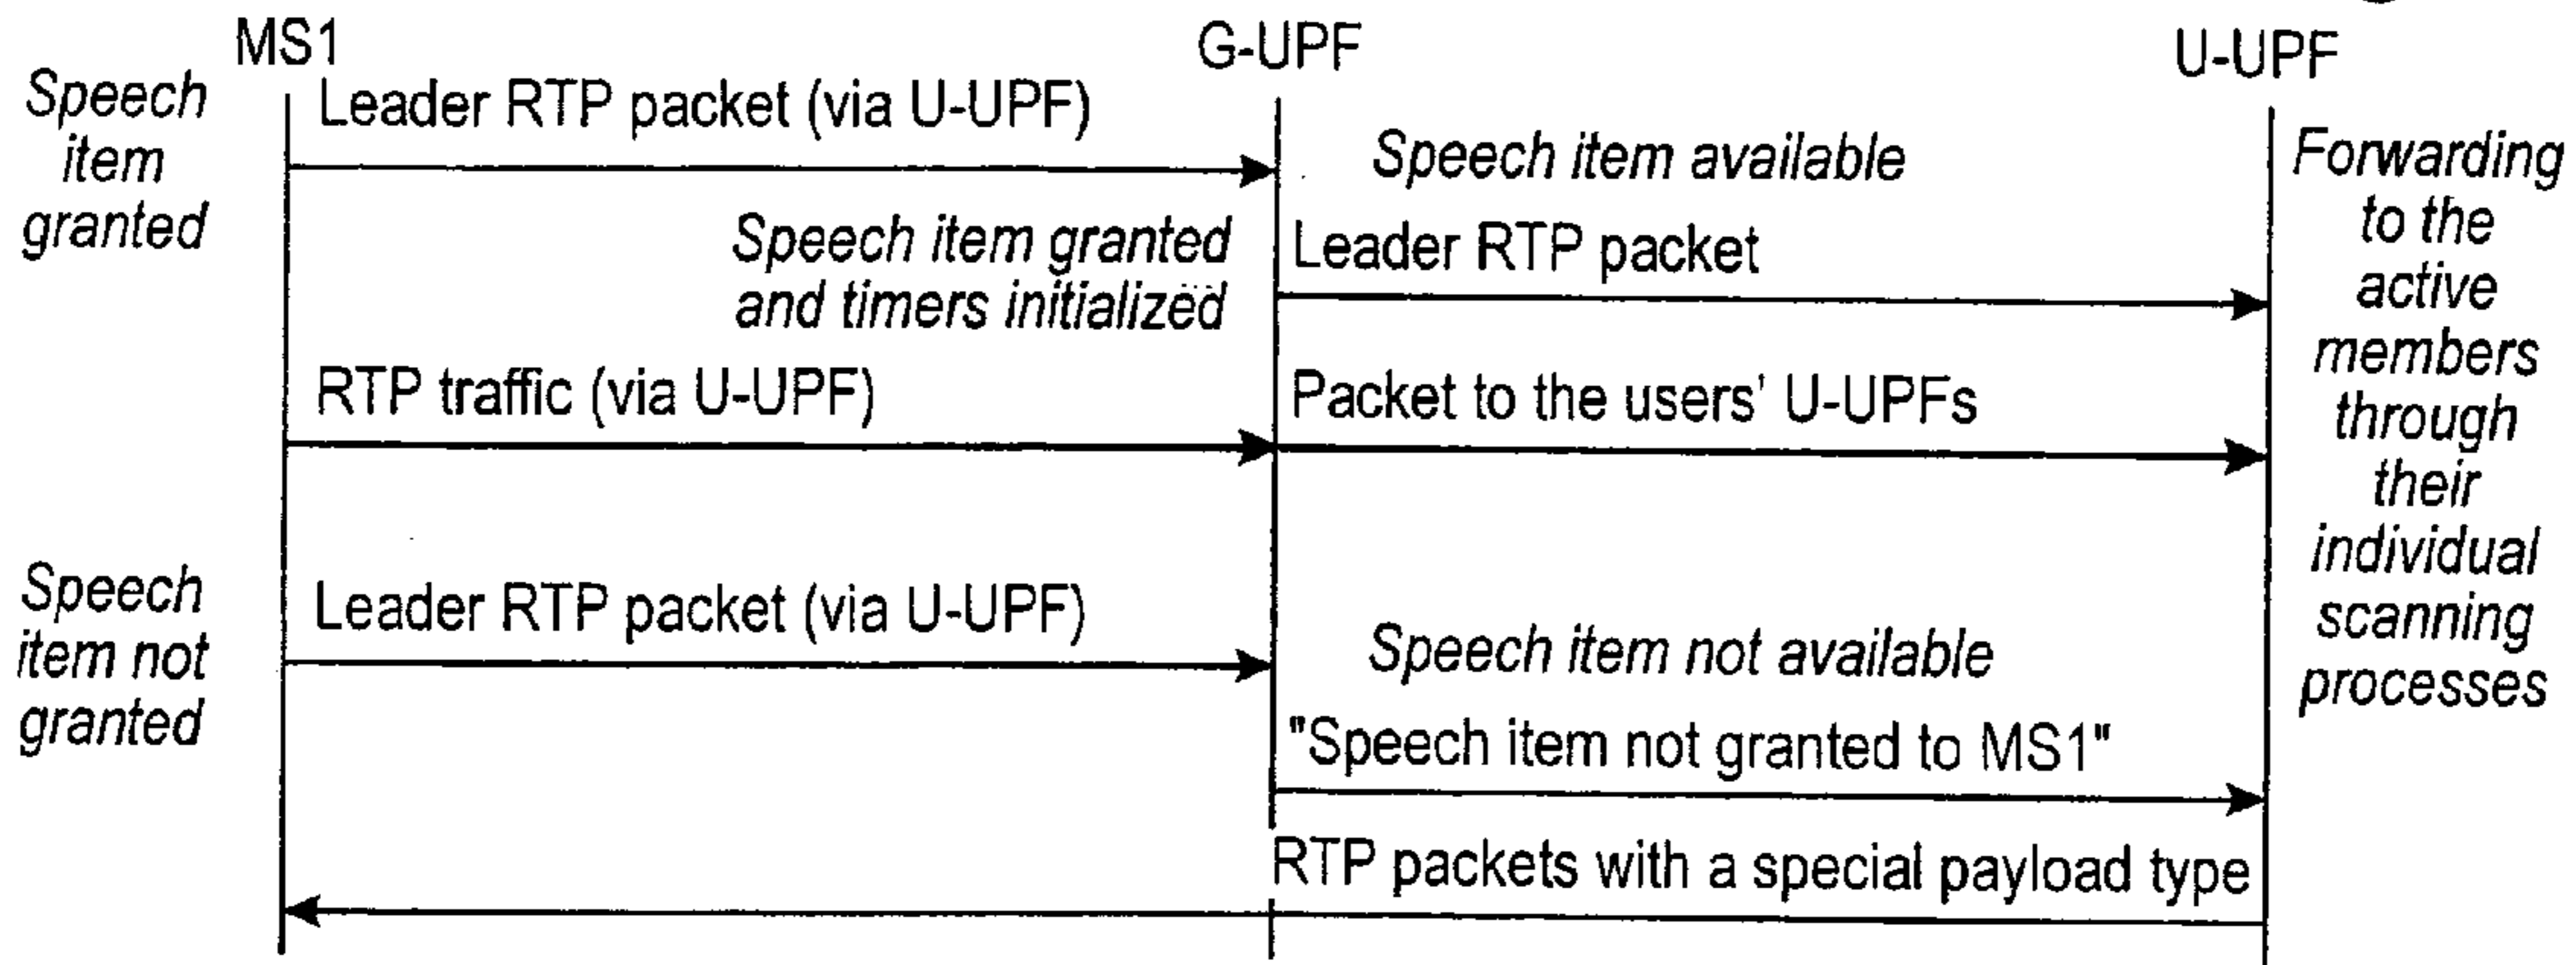 MS1
G-UPF
U-UPF
Speech
item
granted
Leader RTP packet (via U-UPF)
Speech item available
Forwarding
to the
active
members
through
their
individual
scanning
processes
Speech item granted
and timers initialized
Leader RTP packet
RTP traffic (via U-UPF)
Packet to the users' U-UPFs
Speech
item not
granted
Leader RTP packet (via U-UPF)
Speech item not available
"Speech item not granted to MS1"
RTP packets with a special payload type